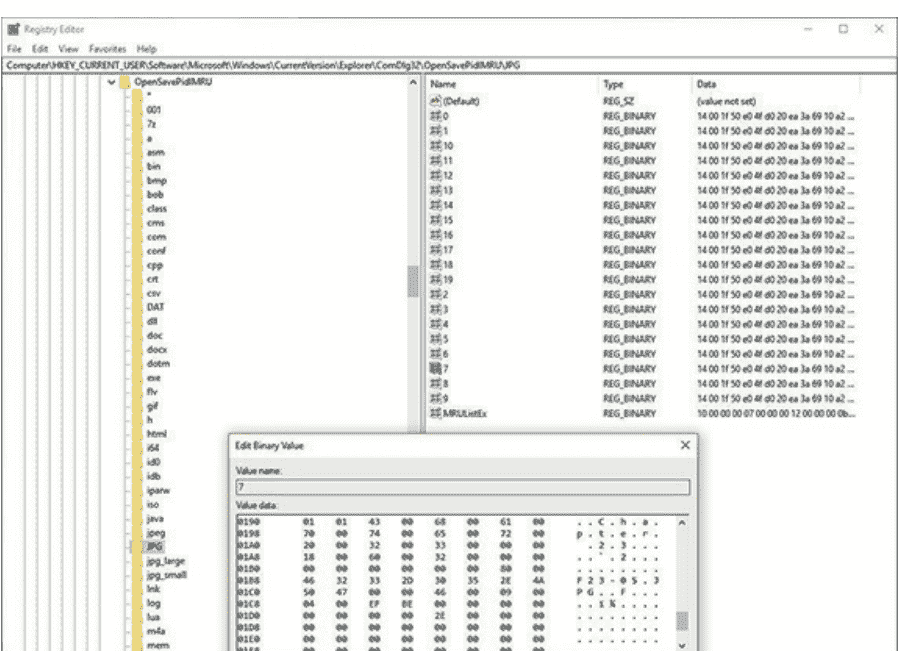 Registry Editor
File Edit View Favorites Help
Computer\HKEY_CURRENT_USER\Software\Microsoft\Windows\CurrentVersion\Explorer\ComDlg32\OpenSavePidlMRU\JPG
OpenSavePidlMRU
*
001
7z
a
asm
bin
bmp
bob
class
cms
com
conf
cpp
crt
csv
DAT
dll
doc
docx
dotm
exe
flv
gif
h
html
i64
id0
idb
iparw
iso
java
jpeg
JPG
jpg_large
jpg_small
lnk
log
lua
m4a
mem
Name Type Data
(Default) REG_SZ (value not set)
0 REG_BINARY 14 00 1f 50 e0 4f d0 20 ea 3a 69 10 a2 ...
1 REG_BINARY 14 00 1f 50 e0 4f d0 20 ea 3a 69 10 a2 ...
10 REG_BINARY 14 00 1f 50 e0 4f d0 20 ea 3a 69 10 a2 ...
11 REG_BINARY 14 00 1f 50 e0 4f d0 20 ea 3a 69 10 a2 ...
12 REG_BINARY 14 00 1f 50 e0 4f d0 20 ea 3a 69 10 a2 ...
13 REG_BINARY 14 00 1f 50 e0 4f d0 20 ea 3a 69 10 a2 ...
14 REG_BINARY 14 00 1f 50 e0 4f d0 20 ea 3a 69 10 a2 ...
15 REG_BINARY 14 00 1f 50 e0 4f d0 20 ea 3a 69 10 a2 ...
16 REG_BINARY 14 00 1f 50 e0 4f d0 20 ea 3a 69 10 a2 ...
17 REG_BINARY 14 00 1f 50 e0 4f d0 20 ea 3a 69 10 a2 ...
18 REG_BINARY 14 00 1f 50 e0 4f d0 20 ea 3a 69 10 a2 ...
19 REG_BINARY 14 00 1f 50 e0 4f d0 20 ea 3a 69 10 a2 ...
2 REG_BINARY 14 00 1f 50 e0 4f d0 20 ea 3a 69 10 a2 ...
3 REG_BINARY 14 00 1f 50 e0 4f d0 20 ea 3a 69 10 a2 ...
4 REG_BINARY 14 00 1f 50 e0 4f d0 20 ea 3a 69 10 a2 ...
5 REG_BINARY 14 00 1f 50 e0 4f d0 20 ea 3a 69 10 a2 ...
6 REG_BINARY 14 00 1f 50 e0 4f d0 20 ea 3a 69 10 a2 ...
7 REG_BINARY 14 00 1f 50 e0 4f d0 20 ea 3a 69 10 a2 ...
8 REG_BINARY 14 00 1f 50 e0 4f d0 20 ea 3a 69 10 a2 ...
9 REG_BINARY 14 00 1f 50 e0 4f d0 20 ea 3a 69 10 a2 ...
MRUListEx REG_BINARY 10 00 00 00 07 00 00 00 12 00 00 00 0b...
Edit Binary Value
Value name:
7
Value data:
0190 01 01 43 00 68 00 61 00 . . C . h . a .
0198 70 00 74 00 65 00 72 00 p . t . e . r .
01A0 20 00 32 00 33 00 00 00 . 2 . 3 . . .
01A8 18 00 60 00 32 00 00 00 . . ` . 2 . . .
01B0 00 00 00 00 00 00 80 00 . . . . . . . .
01B8 46 32 33 2D 30 35 2E 4A F 2 3 - 0 5 . J
01C0 50 47 00 00 46 00 09 00 P G . . F . . .
01C8 04 00 EF BE 00 00 00 00 . . ï ¾ . . . .
01D0 00 00 00 00 2E 00 00 00 . . . . . . . .
01D8 00 00 00 00 00 00 00 00 . . . . . . . .
01E0 00 00 00 00 00 00 00 00 . . . . . . . .